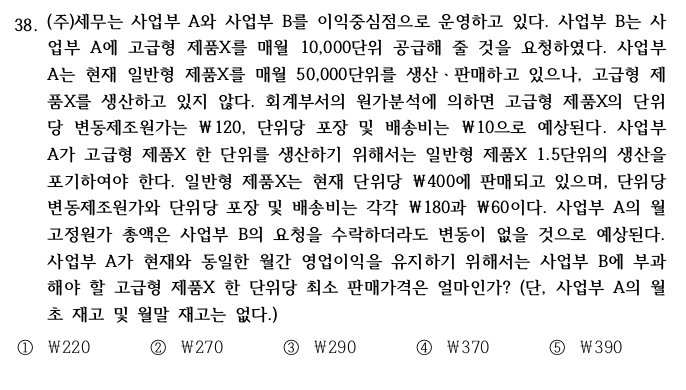 38. (주)세무는 사업부 A와 사업부 B를 이익중심점으로 운영하고 있다. 사업부 B는 사
업부 A에 고급형 제품X를 매월 10,000단위 공급해 줄 것을 요청하였다. 사업부
A는 현재 일반형 제품X를 매월 50,000단위를 생산·판매하고 있으나, 고급형 제
품X를 생산하고 있지 않다. 회계부서의 원가분석에 의하면 고급형 제품X의 단위
당 변동제조원가는 ₩120, 단위당 포장 및 배송비는 ₩10으로 예상된다. 사업부
A가 고급형 제품X 한 단위를 생산하기 위해서는 일반형 제품X 1.5단위의 생산을
포기하여야 한다. 일반형 제품X는 현재 단위당 ₩400에 판매되고 있으며, 단위당
변동제조원가와 단위당 포장 및 배송비는 각각 ₩180과 ₩60이다. 사업부 A의 월
고정원가 총액은 사업부 B의 요청을 수락하더라도 변동이 없을 것으로 예상된다.
사업부 A가 현재와 동일한 월간 영업이익을 유지하기 위해서는 사업부 B에 부과
해야 할 고급형 제품X 한 단위당 최소 판매가격은 얼마인가? (단, 사업부 A의 월
초 재고 및 월말 재고는 없다.)
① ₩220 ② ₩270 ③ ₩290 ④ ₩370 ⑤ ₩390